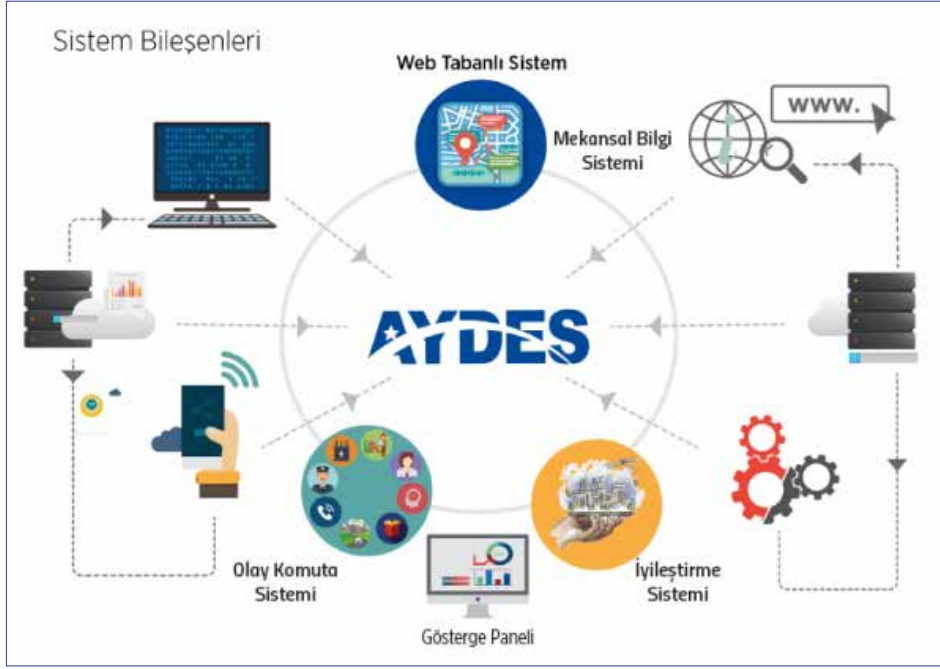 Sistem Bileşenleri
Web Tabanlı Sistem
www.
Mekansal Bilgi
Sistemi
AYDES
Olay Komuta
Sistemi
İyileştirme
Sistemi
Gösterge Paneli